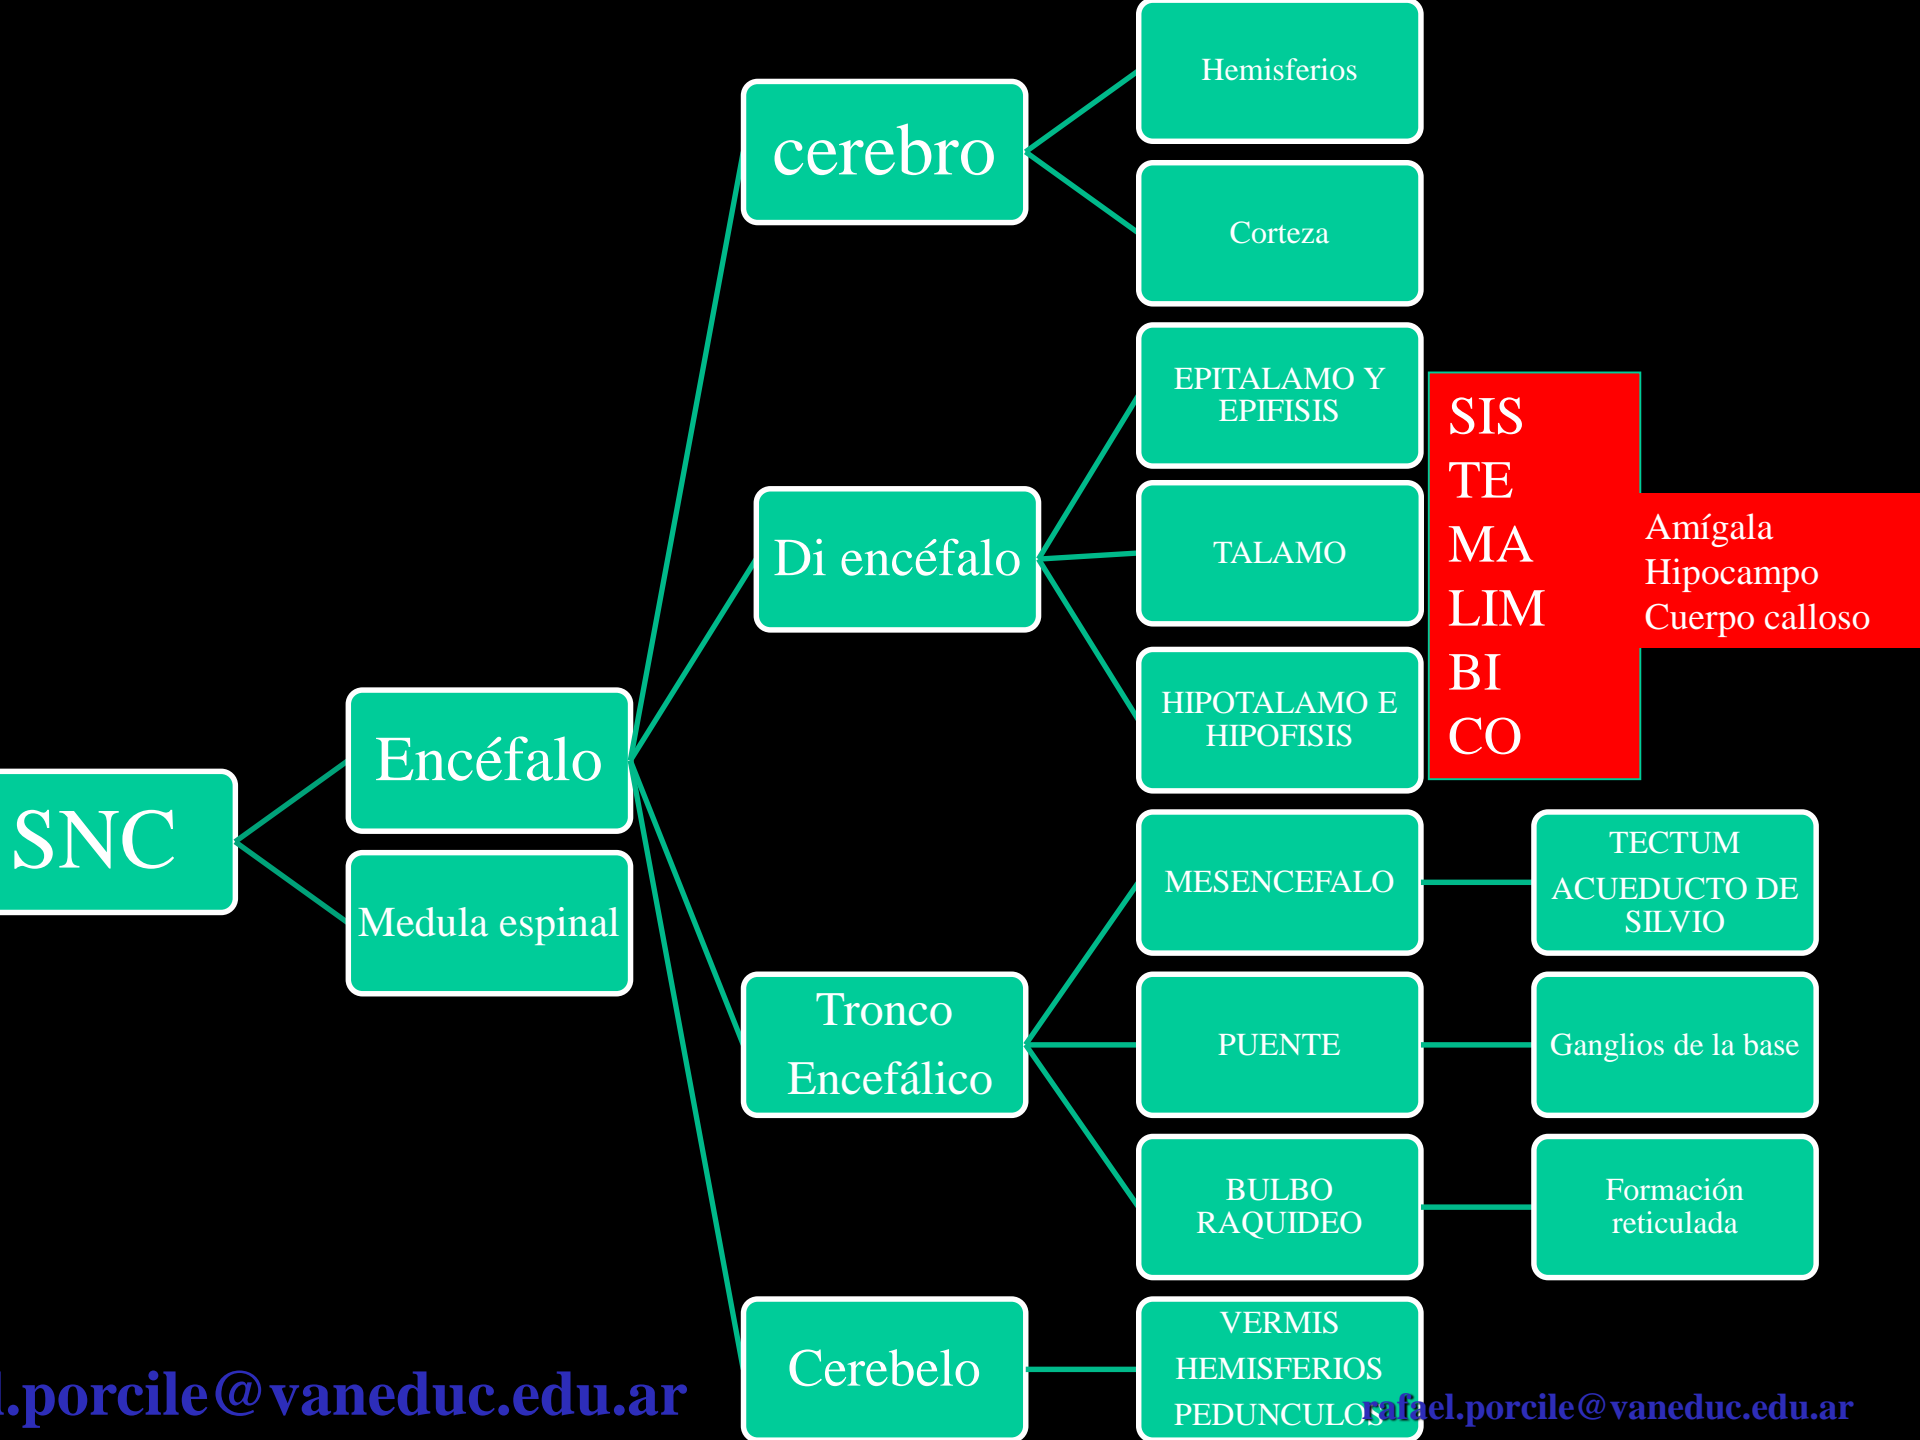 SNC
Encéfalo
Medula espinal
cerebro
Hemisferios
Corteza
Di encéfalo
EPITALAMO Y
EPIFISIS
TALAMO
HIPOTALAMO E
HIPOFISIS
SIS
TE
MA
LIM
BI
CO
Amígala
Hipocampo
Cuerpo calloso
Tronco
Encefálico
MESENCEFALO
TECTUM
ACUEDUCTO DE
SILVIO
PUENTE
Ganglios de la base
BULBO
RAQUIDEO
Formación
reticulada
Cerebelo
VERMIS
HEMISFERIOS
PEDUNCULOS
l.porcile@vaneduc.edu.ar
rafael.porcile@vaneduc.edu.ar